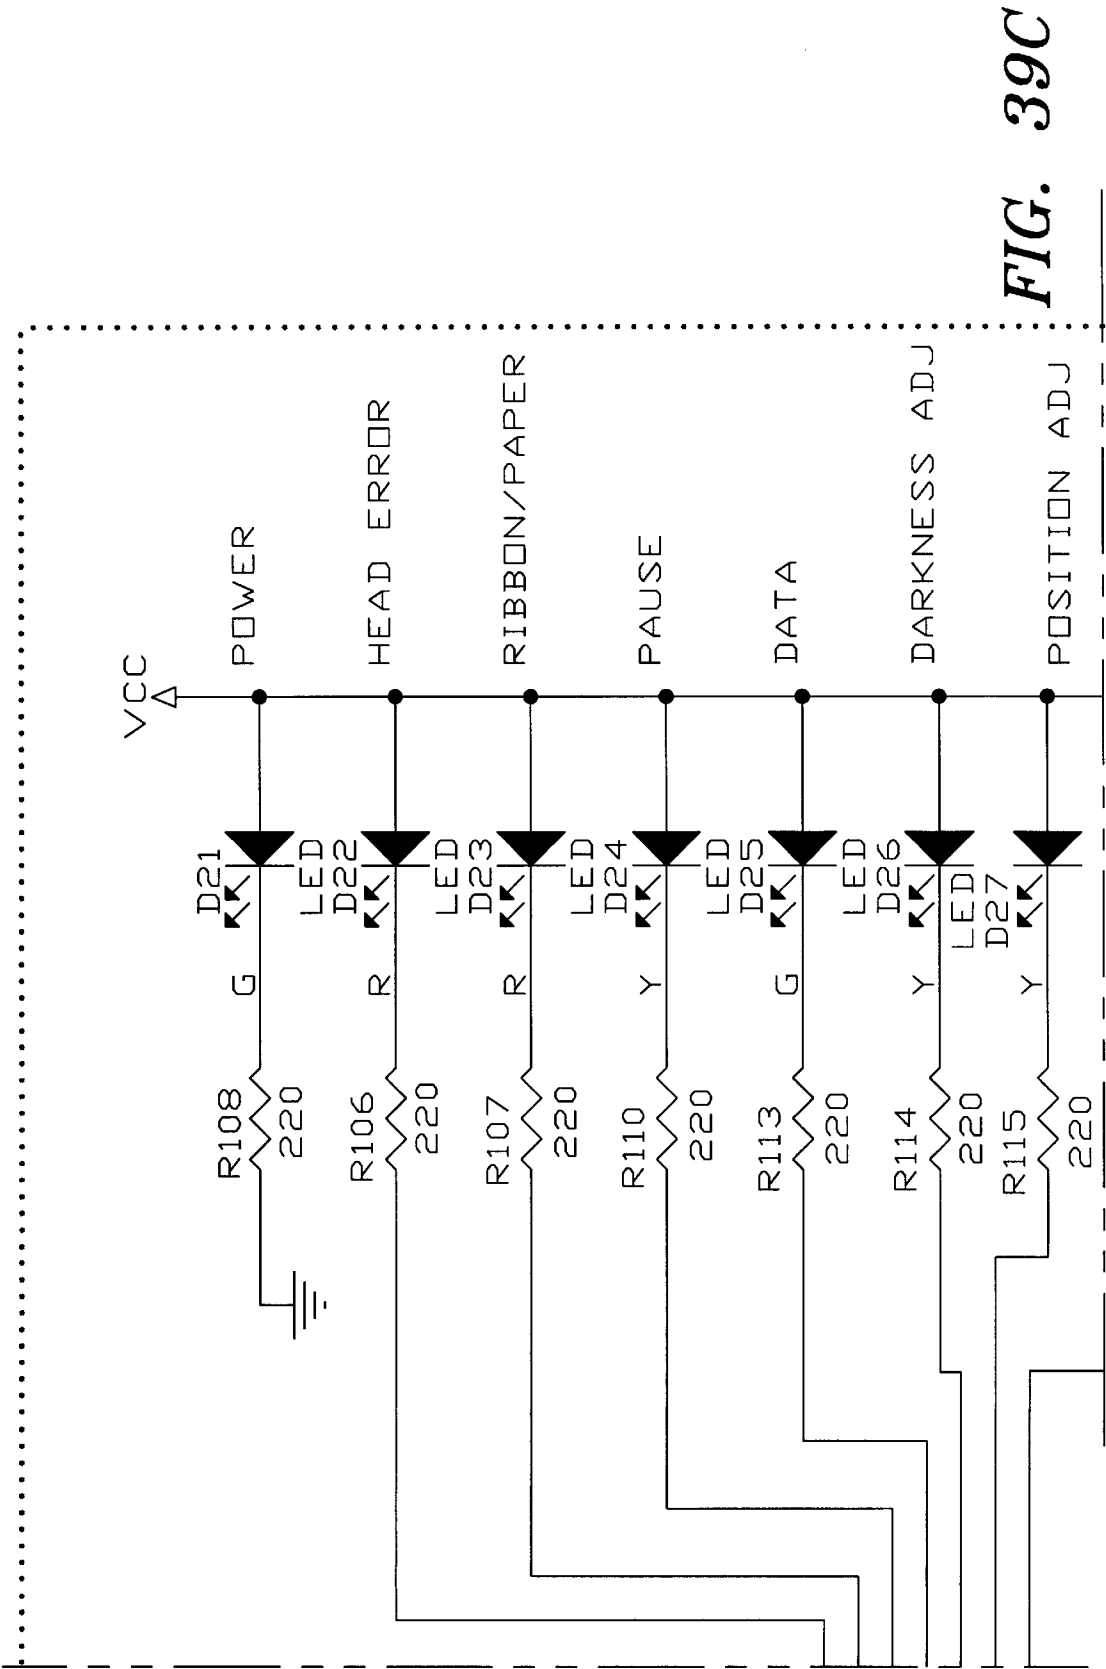 VCC
D21
G
R108
220
POWER
LED
D22
R
R106
220
HEAD ERROR
LED
D23
R
R107
220
RIBBON/PAPER
LED
D24
Y
R110
220
PAUSE
LED
D25
G
R113
220
DATA
LED
D26
Y
R114
220
DARKNESS ADJ
LED
D27
Y
R115
220
POSITION ADJ
FIG. 39C